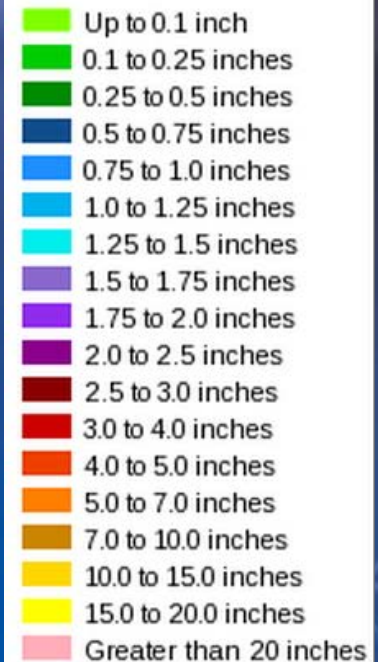 Up to 0.1 inch
0.1 to 0.25 inches
0.25 to 0.5 inches
0.5 to 0.75 inches
0.75 to 1.0 inches
1.0 to 1.25 inches
1.25 to 1.5 inches
1.5 to 1.75 inches
1.75 to 2.0 inches
2.0 to 2.5 inches
2.5 to 3.0 inches
3.0 to 4.0 inches
4.0 to 5.0 inches
5.0 to 7.0 inches
7.0 to 10.0 inches
10.0 to 15.0 inches
15.0 to 20.0 inches
Greater than 20 inches